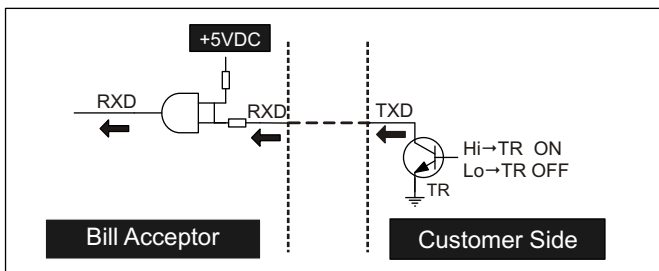 +5VDC
RXD
RXD
TXD
Hi→TR ON
Lo→TR OFF
TR
Bill Acceptor
Customer Side